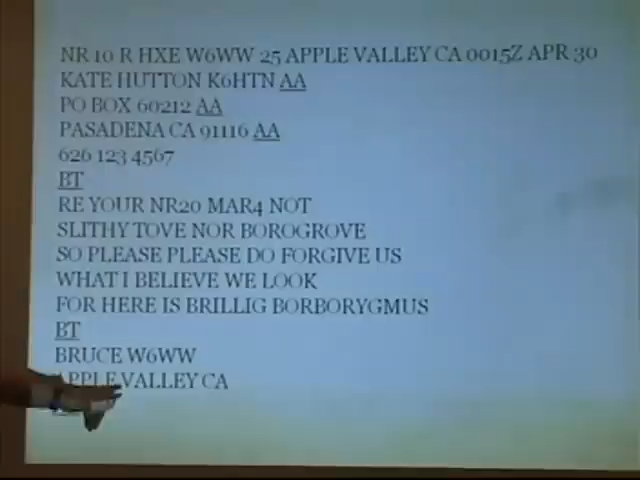 NR 10 R HXE W6WW 25 APPLE VALLEY CA 0015Z APR 30
KATE HUTTON K6HTN AA
PO BOX 60212 AA
PASADENA CA 91116 AA
626 123 4567
BT
RE YOUR NR20 MAR4 NOT
SLITHY TOVE NOR BOROGROVE
SO PLEASE PLEASE DO FORGIVE US
WHAT I BELIEVE WE LOOK
FOR HERE IS BRILLIG BORBORYGMUS
BT
BRUCE W6WW
APPLE VALLEY CA